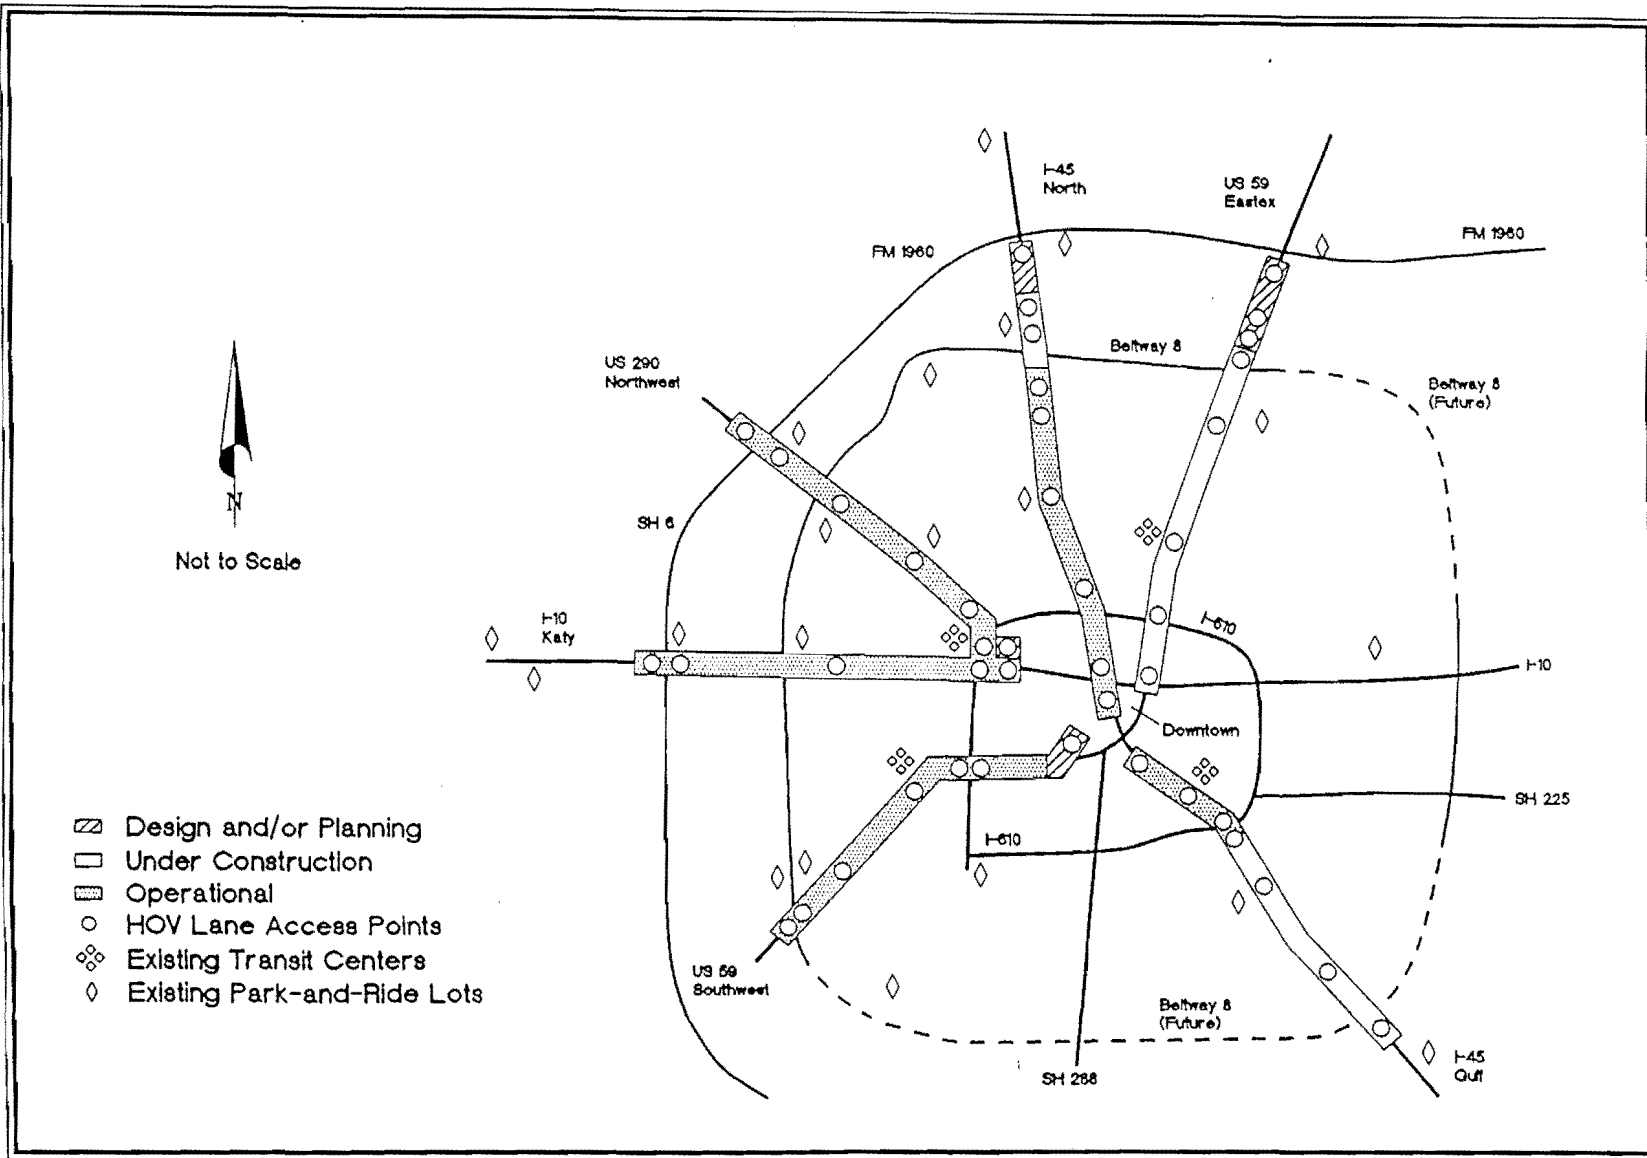 I-45
North
US 59
Eastex
FM 1960
FM 1960
Beltway 8
US 290
Northwest
Beltway 8
(Future)
SH 6
N
Not to Scale
I-10
Katy
I-610
I-10
Downtown
SH 225
I-610
Design and/or Planning
Under Construction
Operational
HOV Lane Access Points
Existing Transit Centers
Existing Park-and-Ride Lots
US 59
Southwest
Beltway 8
(Future)
SH 288
I-45
Gulf